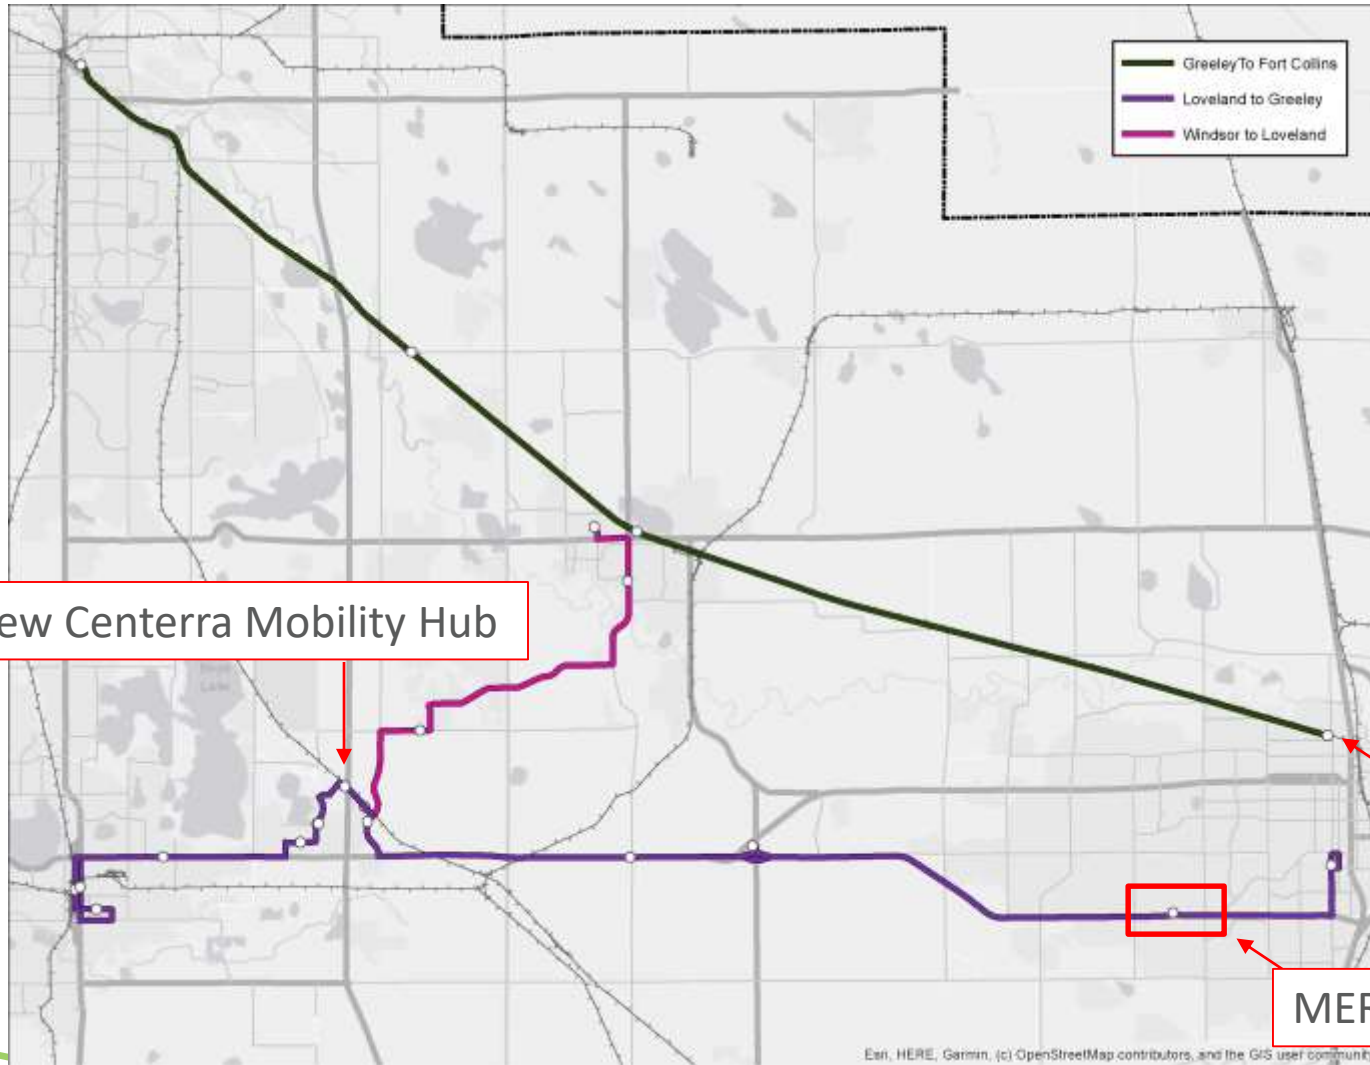 Greeley To Fort Collins
Loveland to Greeley
Windsor to Loveland
ew Centerra Mobility Hub
MER
Esri, HERE, Garmin, (c) OpenStreetMap contributors, and the GIS user community